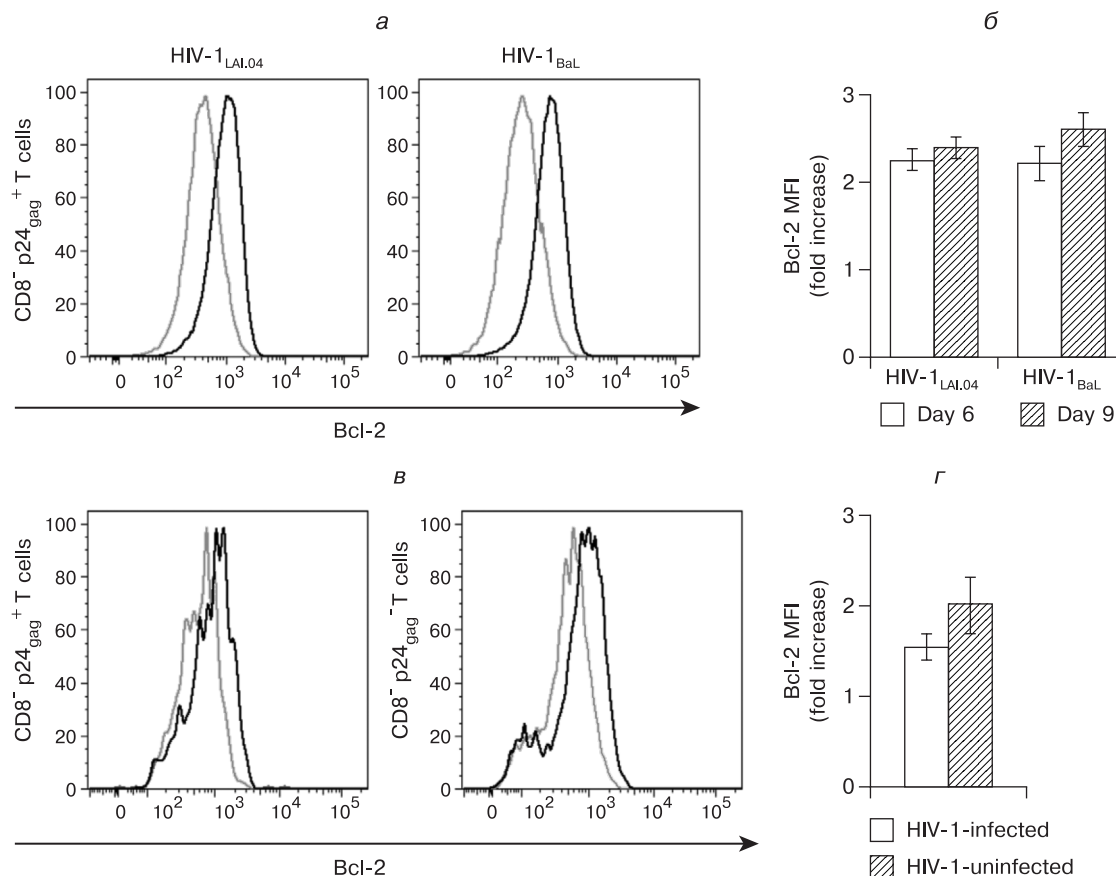 а
HIV-1LAI.04
HIV-1BaL
CD8- p24gag+ T cells
100
80
60
40
20
0
0 10² 10³ 10⁴ 10⁵
100
80
60
40
20
0
0 10² 10³ 10⁴ 10⁵
Bcl-2
б
Bcl-2 MFI
(fold increase)
3
2
1
0
HIV-1LAI.04
HIV-1BaL
Day 6
Day 9
в
CD8- p24gag+ T cells
100
80
60
40
20
0
0 10² 10³ 10⁴ 10⁵
CD8- p24gag- T cells
100
80
60
40
20
0
0 10² 10³ 10⁴ 10⁵
Bcl-2
г
Bcl-2 MFI
(fold increase)
3
2
1
0
HIV-1-infected
HIV-1-uninfected